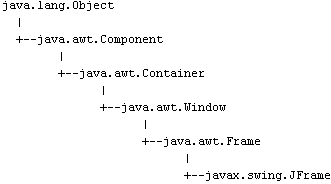 java.lang.Object
|
+--java.awt.Component
|
+--java.awt.Container
|
+--java.awt.Window
|
+--java.awt.Frame
|
+--javax.swing.JFrame